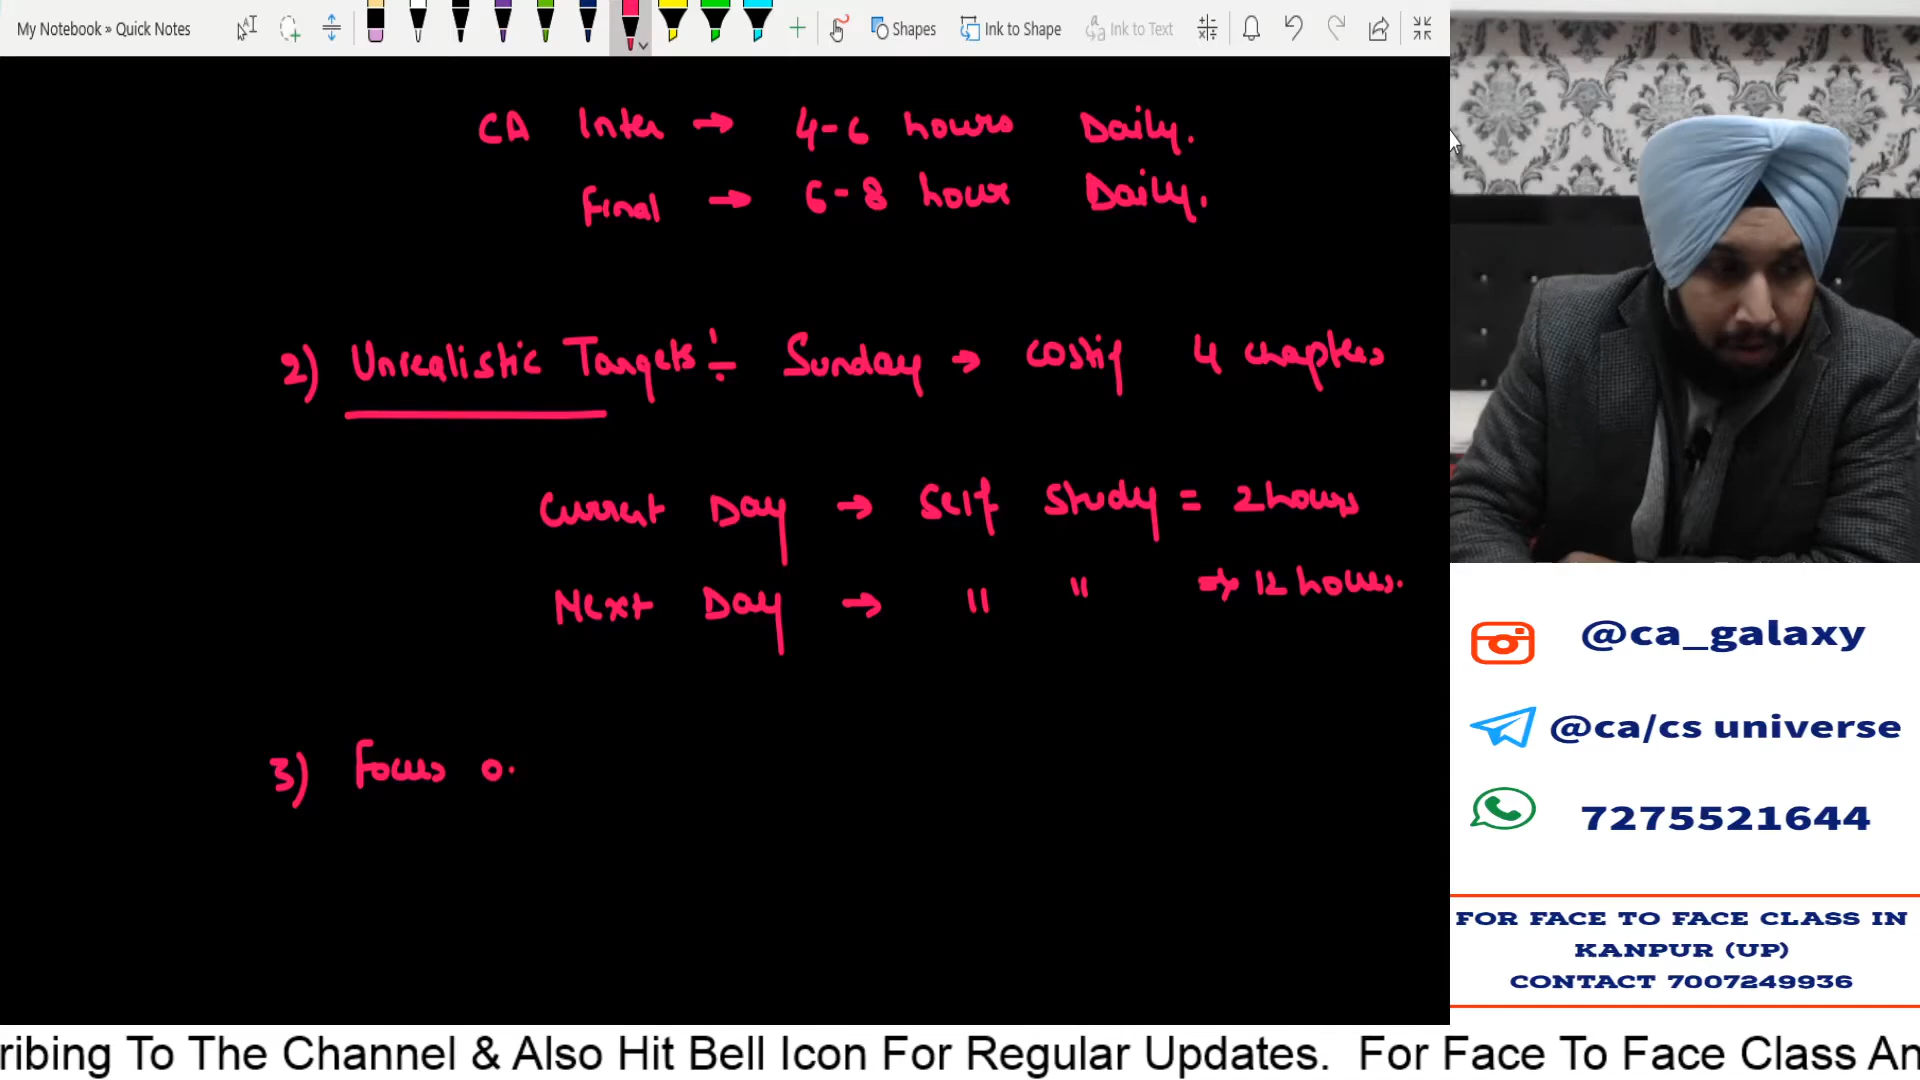 My Notebook » Quick Notes
Shapes
Ink to Shape
Ink to Text
CA Inter → 4-6 hours Daily.
Final → 6-8 hour Daily.
2) Unrealistic Targets :- Sunday → 4 chapters
Current Day → Self Study = 2 hours
Next Day → " " ⇒ 12 hours.
3) Focus o
@ca_galaxy
@ca/cs universe
7275521644
FOR FACE TO FACE CLASS IN
KANPUR (UP)
CONTACT 7007249936
ribing To The Channel & Also Hit Bell Icon For Regular Updates. For Face To Face Class An